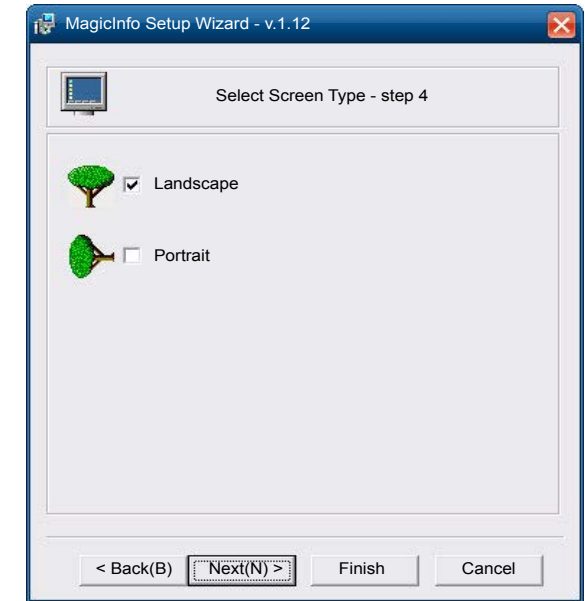 MagicInfo Setup Wizard - v.1.12
Select Screen Type - step 4
Landscape
Portrait
< Back(B) Next(N) > Finish Cancel